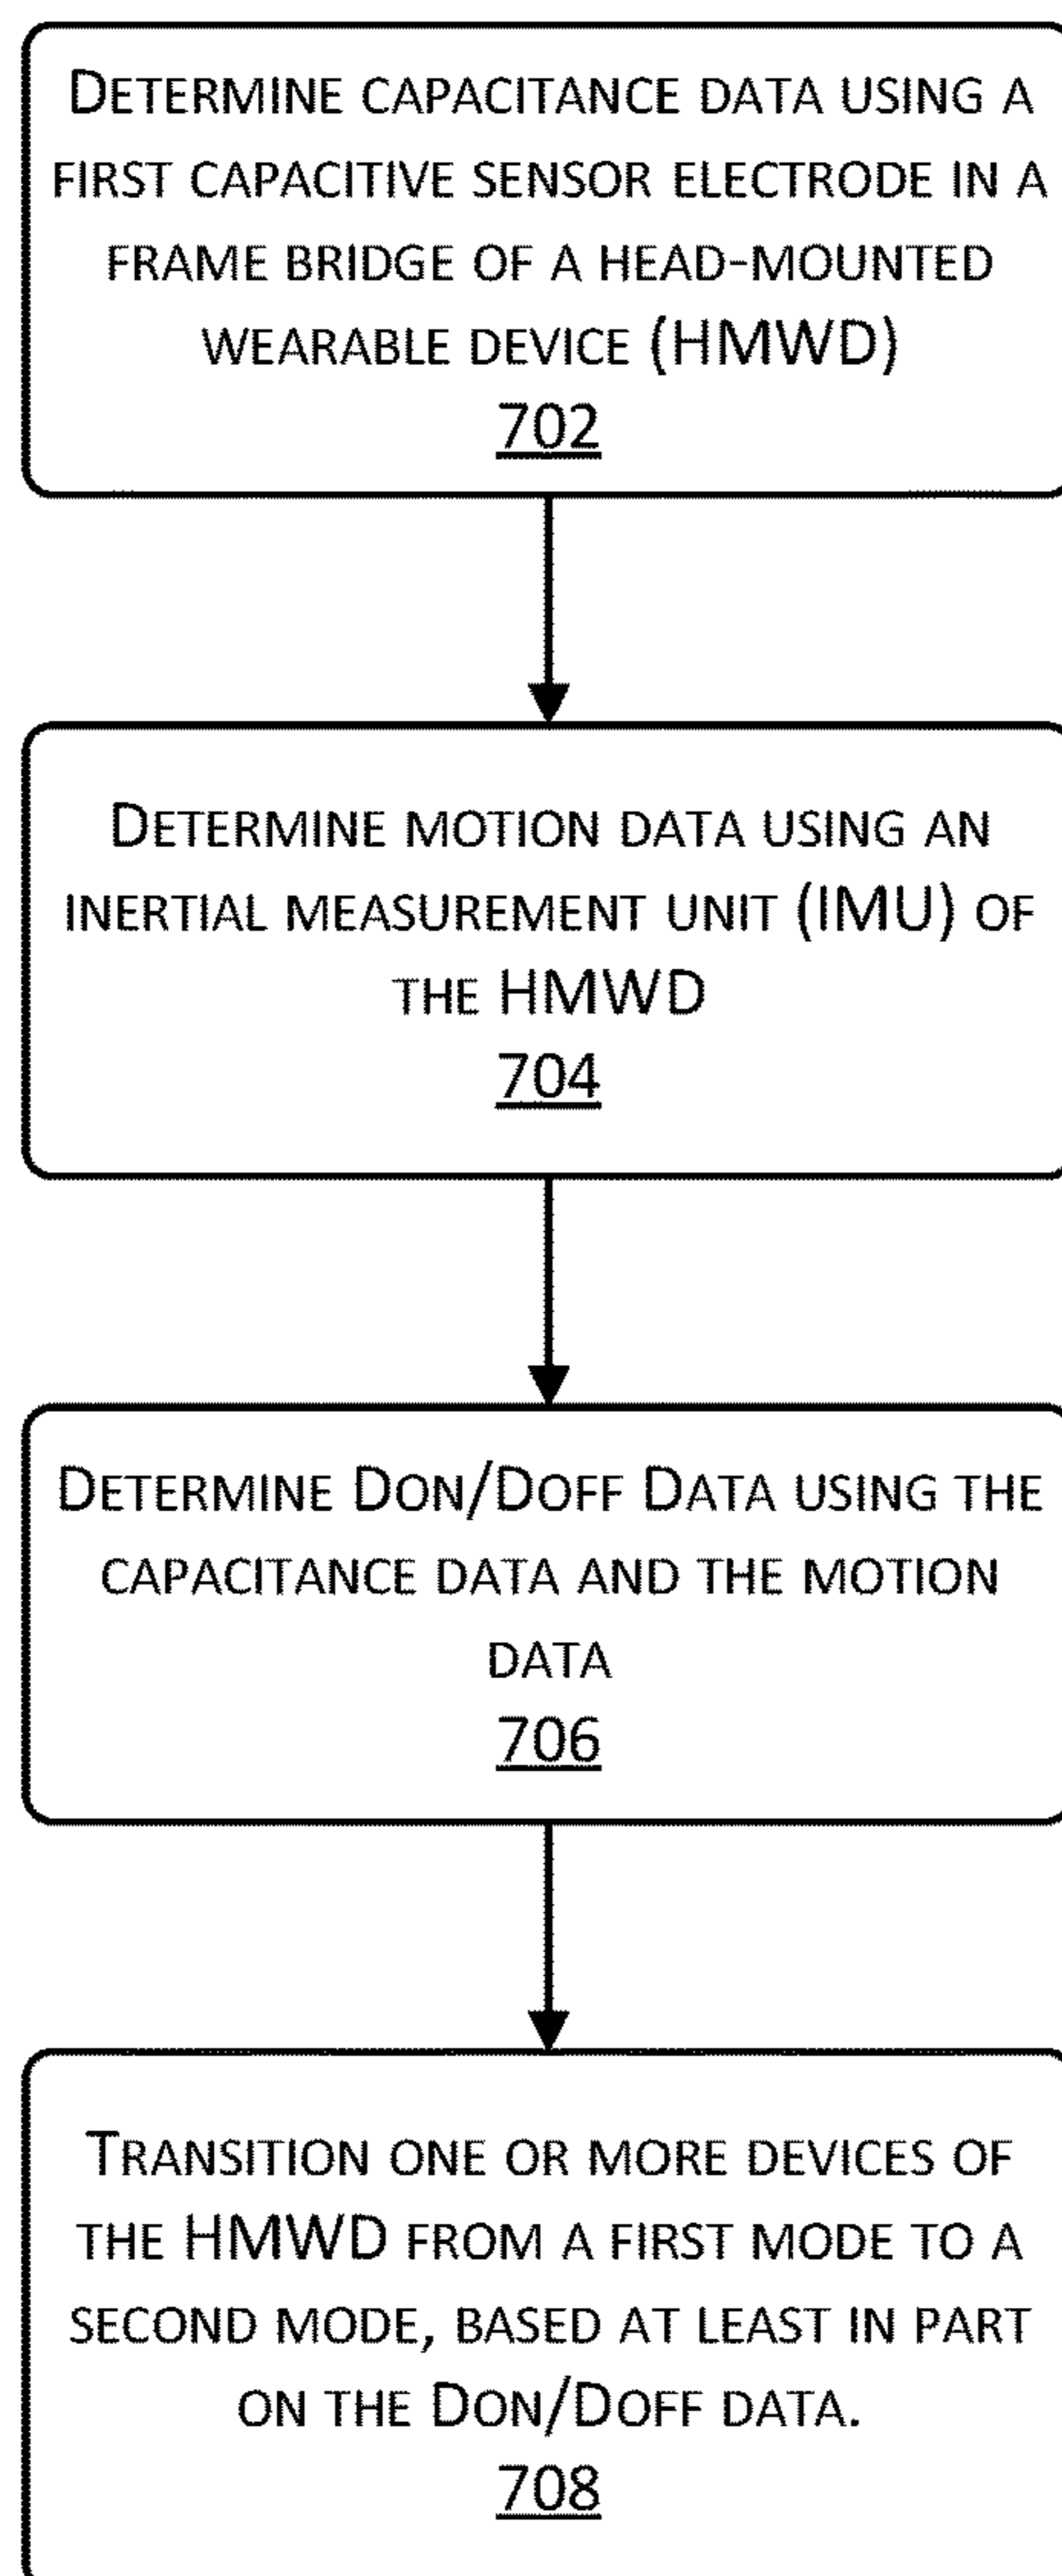 DETERMINE CAPACITANCE DATA USING A
FIRST CAPACITIVE SENSOR ELECTRODE IN A
FRAME BRIDGE OF A HEAD-MOUNTED
WEARABLE DEVICE (HMWD)
702
DETERMINE MOTION DATA USING AN
INERTIAL MEASUREMENT UNIT (IMU) OF
THE HMWD
704
DETERMINE DON/DOFF DATA USING THE
CAPACITANCE DATA AND THE MOTION
DATA
706
TRANSITION ONE OR MORE DEVICES OF
THE HMWD FROM A FIRST MODE TO A
SECOND MODE, BASED AT LEAST IN PART
ON THE DON/DOFF DATA.
708